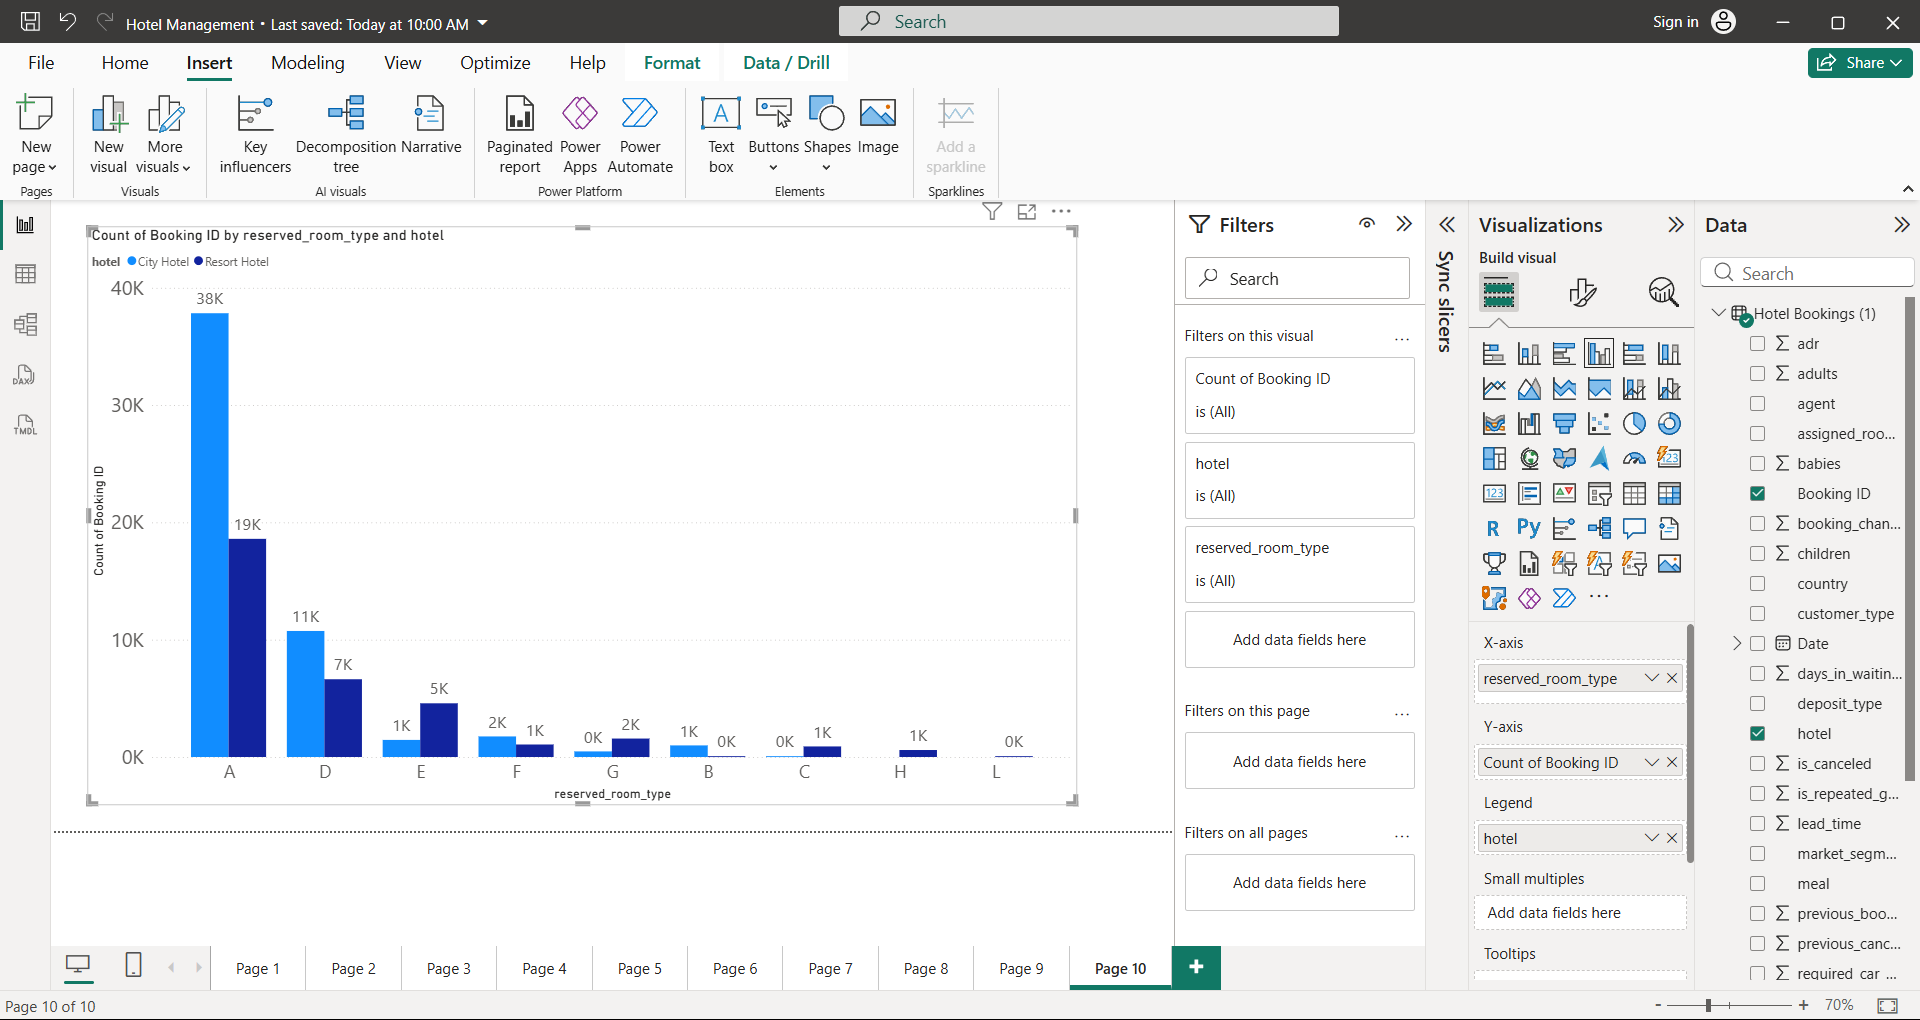 Hotel Management • Last saved: Today at 10:00 AM
Search
Sign in
File
Home
Insert
Modeling
View
Optimize
Help
Format
Data / Drill
Share
New
page
Pages
New
visual
More
visuals
Visuals
Key
influencers
Decomposition
tree
Narrative
AI visuals
Paginated
report
Power
Apps
Power
Automate
Power Platform
Text
box
Buttons
Shapes
Image
Elements
Add a
sparkline
Sparklines
DAX
TMDL
Count of Booking ID by reserved_room_type and hotel
hotel City Hotel Resort Hotel
Count of Booking ID
40K
30K
20K
10K
0K
38K
19K
11K
7K
1K
5K
2K
1K
0K
2K
1K
0K
0K
1K
1K
0K
A
D
E
F
G
B
C
H
L
reserved_room_type
Filters
Search
Filters on this visual
...
Count of Booking ID
is (All)
hotel
is (All)
reserved_room_type
is (All)
Add data fields here
Filters on this page
...
Add data fields here
Filters on all pages
...
Add data fields here
Sync slicers
Visualizations
Build visual
123
123
R
Py
...
X-axis
reserved_room_type
Y-axis
Count of Booking ID
Legend
hotel
Small multiples
Add data fields here
Tooltips
Data
Search
Hotel Bookings (1)
adr
adults
agent
assigned_roo...
babies
Booking ID
booking_chan...
children
country
customer_type
Date
days_in_waitin...
deposit_type
hotel
is_canceled
is_repeated_g...
lead_time
market_segm...
meal
previous_boo...
previous_canc...
required_car_...
Page 1
Page 2
Page 3
Page 4
Page 5
Page 6
Page 7
Page 8
Page 9
Page 10
+
Page 10 of 10
- + 70%